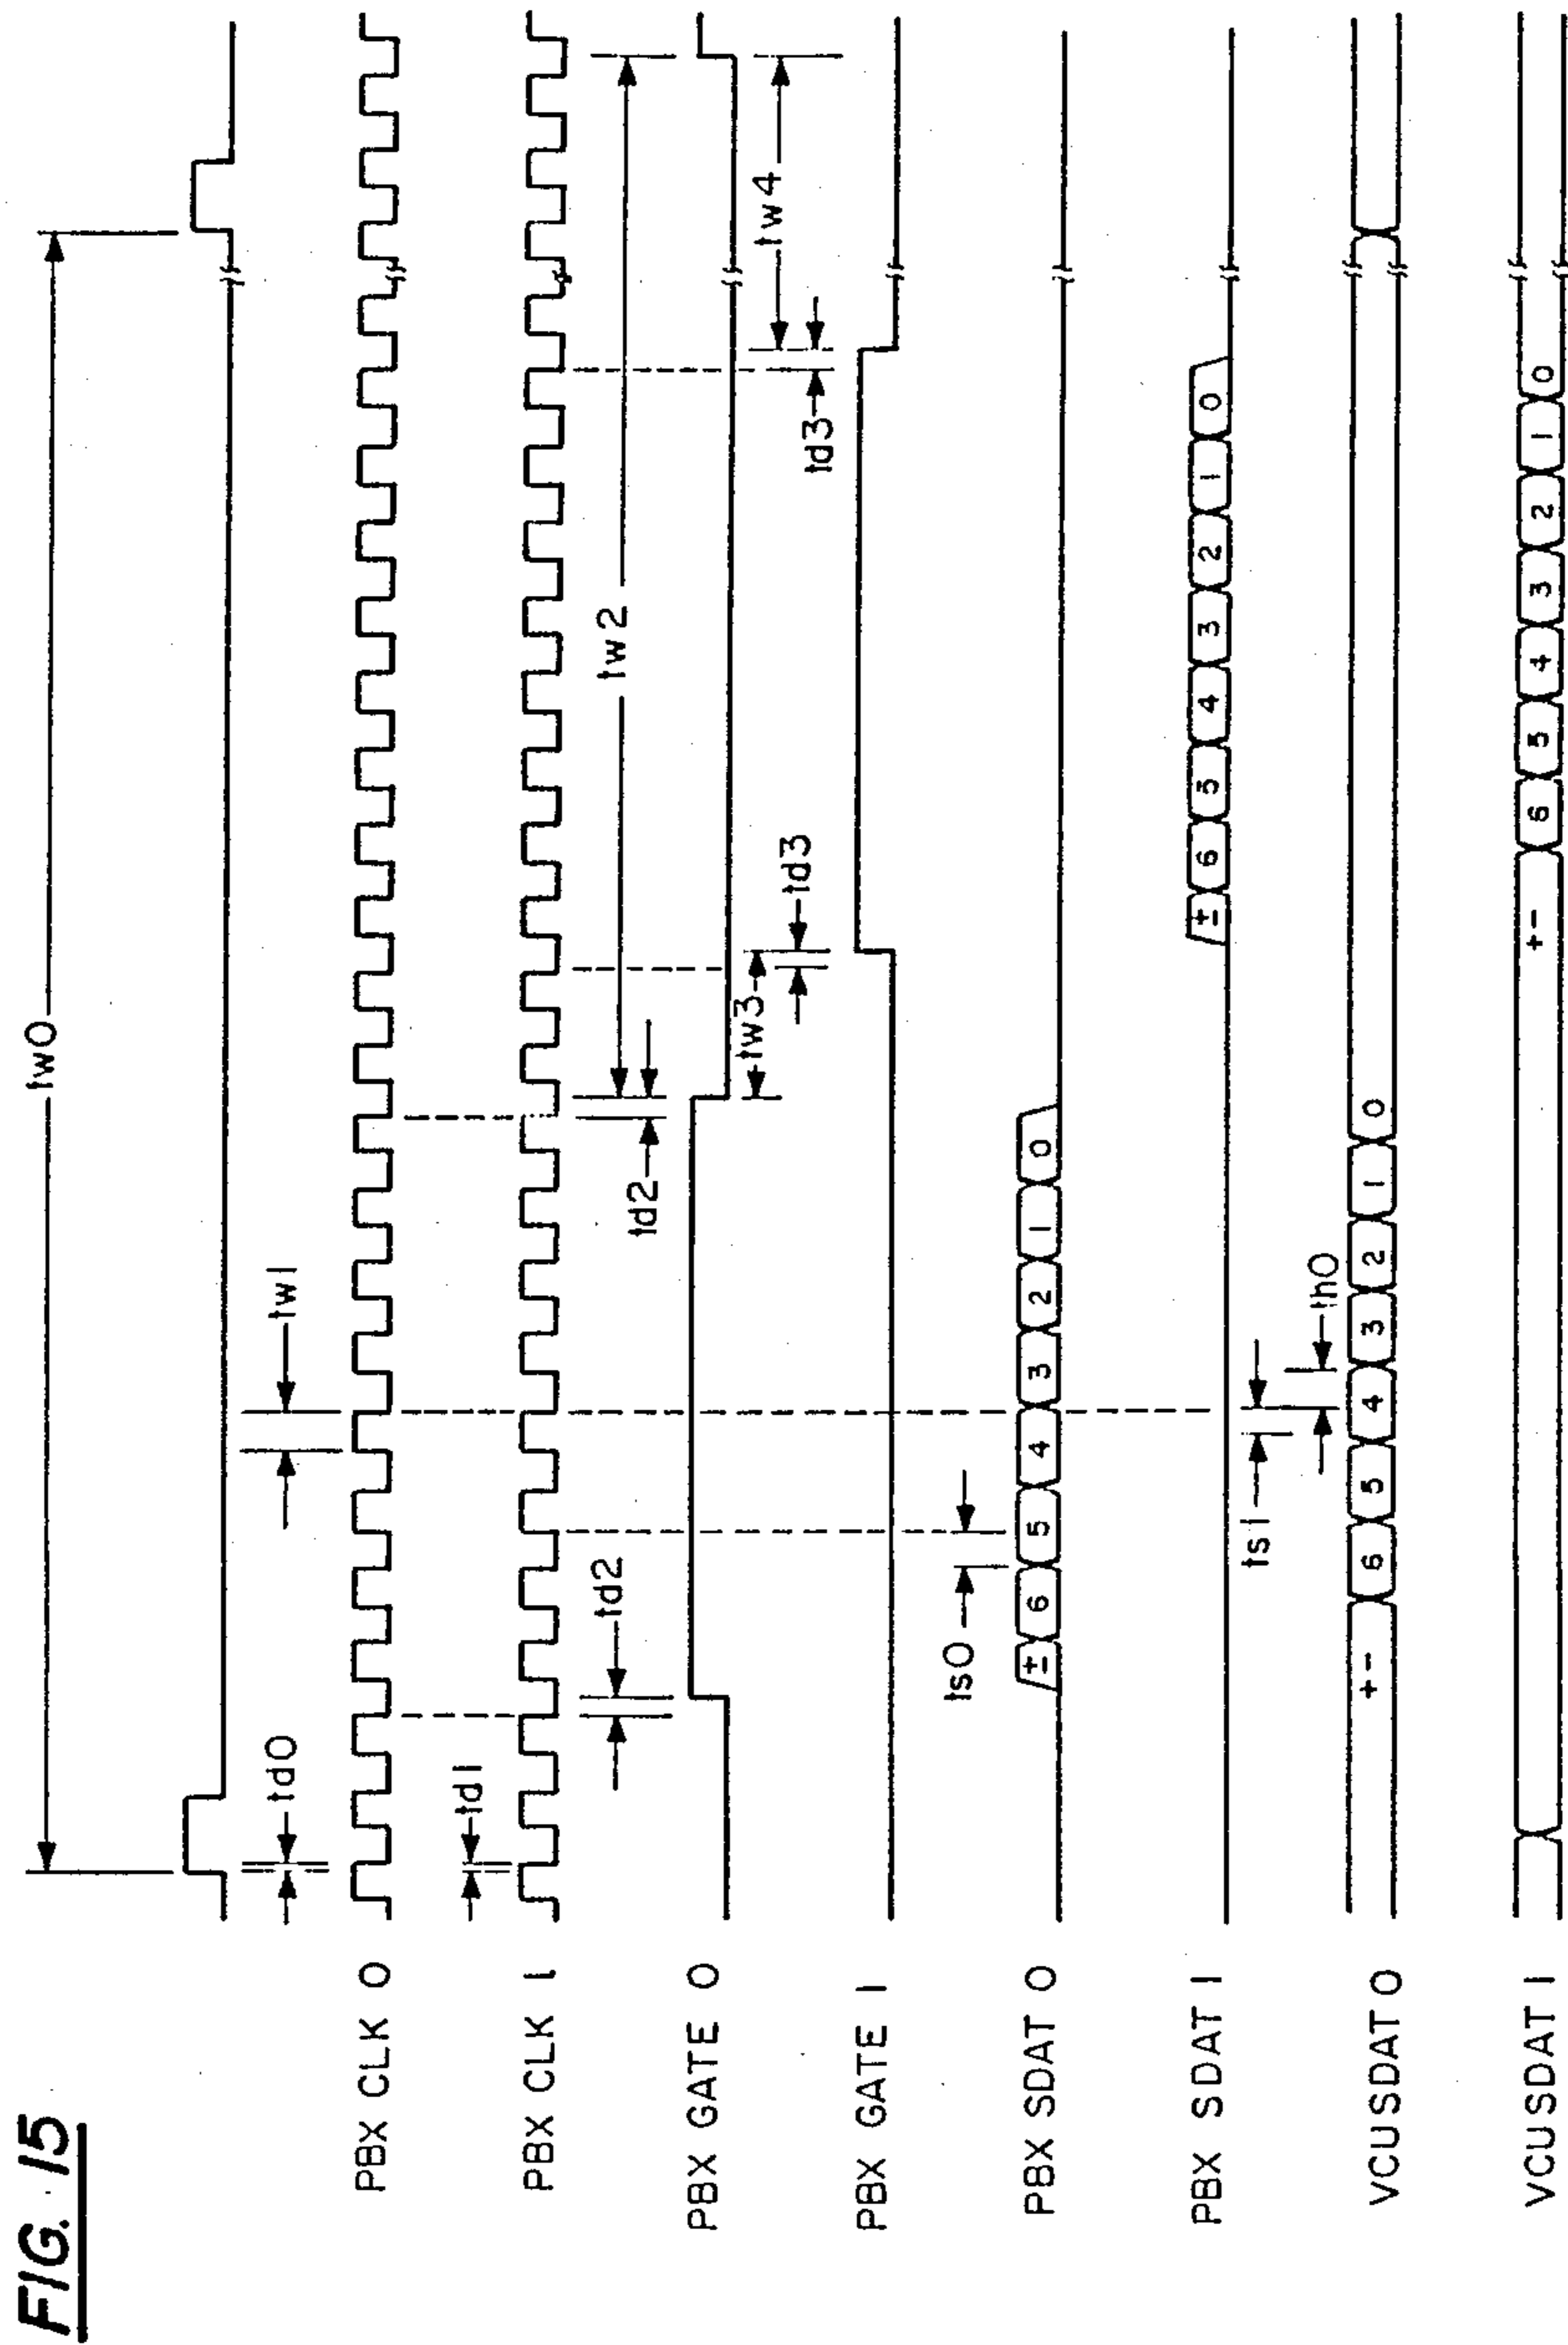 FIG. 15
tw0
td0
tw1
PBX CLK 0
td1
PBX CLK 1
td2
td2
tw2
PBX GATE 0
tw3
td3
td3
tw4
PBX GATE 1
ts0
PBX SDAT 0
± 6 5 4 3 2 1 0
PBX SDAT 1
± 6 5 4 3 2 1 0
ts1
th0
VCUSDAT 0
+- 6 5 4 3 2 1 0
VCUSDAT 1
+- 6 5 4 3 2 1 0